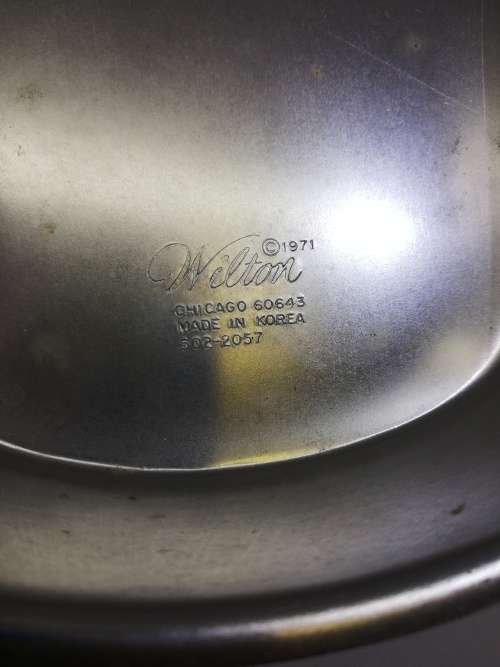 ©1971
Wilton
CHICAGO 60643
MADE IN KOREA
502-2057